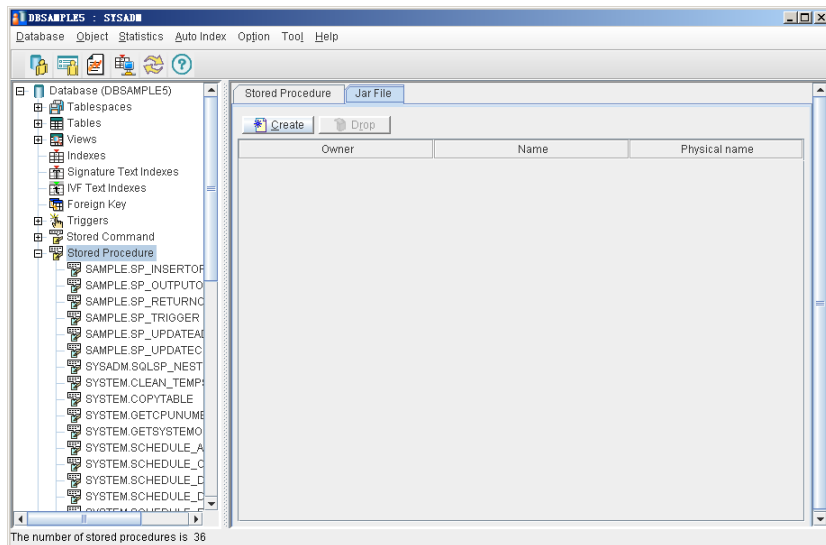 DBSAMPLE5 : SYSADM
Database Object Statistics Auto Index Option Tool Help
Database (DBSAMPLE5)
Tablespaces
Tables
Views
Indexes
Signature Text Indexes
IVF Text Indexes
Foreign Key
Triggers
Stored Command
Stored Procedure
SAMPLE.SP_INSERTOR
SAMPLE.SP_OUTPUTO
SAMPLE.SP_RETURNC
SAMPLE.SP_TRIGGER
SAMPLE.SP_UPDATEAD
SAMPLE.SP_UPDATEC
SYSADM.SQLSP_NEST
SYSTEM.CLEAN_TEMPS
SYSTEM.COPYTABLE
SYSTEM.GETCPUNUME
SYSTEM.GETSYSTEMO
SYSTEM.SCHEDULE_A
SYSTEM.SCHEDULE_C
SYSTEM.SCHEDULE_D
SYSTEM.SCHEDULE_D
Stored Procedure Jar File
Create Drop
Owner Name Physical name
The number of stored procedures is 36